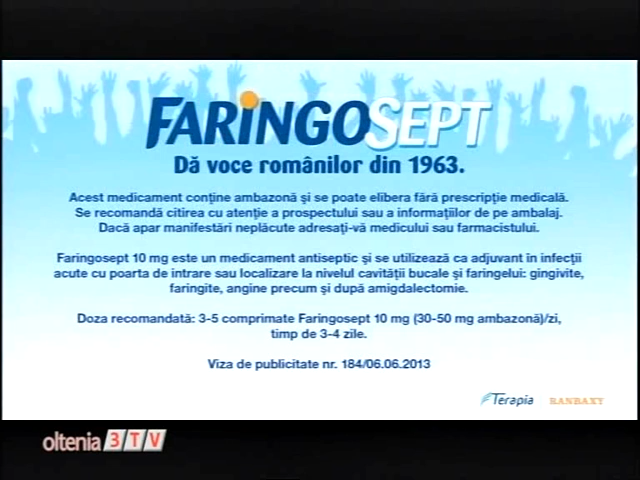 FARINGOSEPT
Dă voce românilor din 1963.
Acest medicament conține ambazonă și se poate elibera fără prescripție medicală.
Se recomandă citirea cu atenție a prospectului sau a informațiilor de pe ambalaj.
Dacă apar manifestări neplăcute adresați-vă medicului sau farmacistului.
Faringosept 10 mg este un medicament antiseptic și se utilizează ca adjuvant în infecții
acute cu poarta de intrare sau localizare la nivelul cavității bucale și faringelui: gingivite,
faringite, angine precum și după amigdalectomie.
Doza recomandată: 3-5 comprimate Faringosept 10 mg (30-50 mg ambazonă)/zi,
timp de 3-4 zile.
Viza de publicitate nr. 184/06.06.2013
Terapia RANBAXY
oltenia 3TV